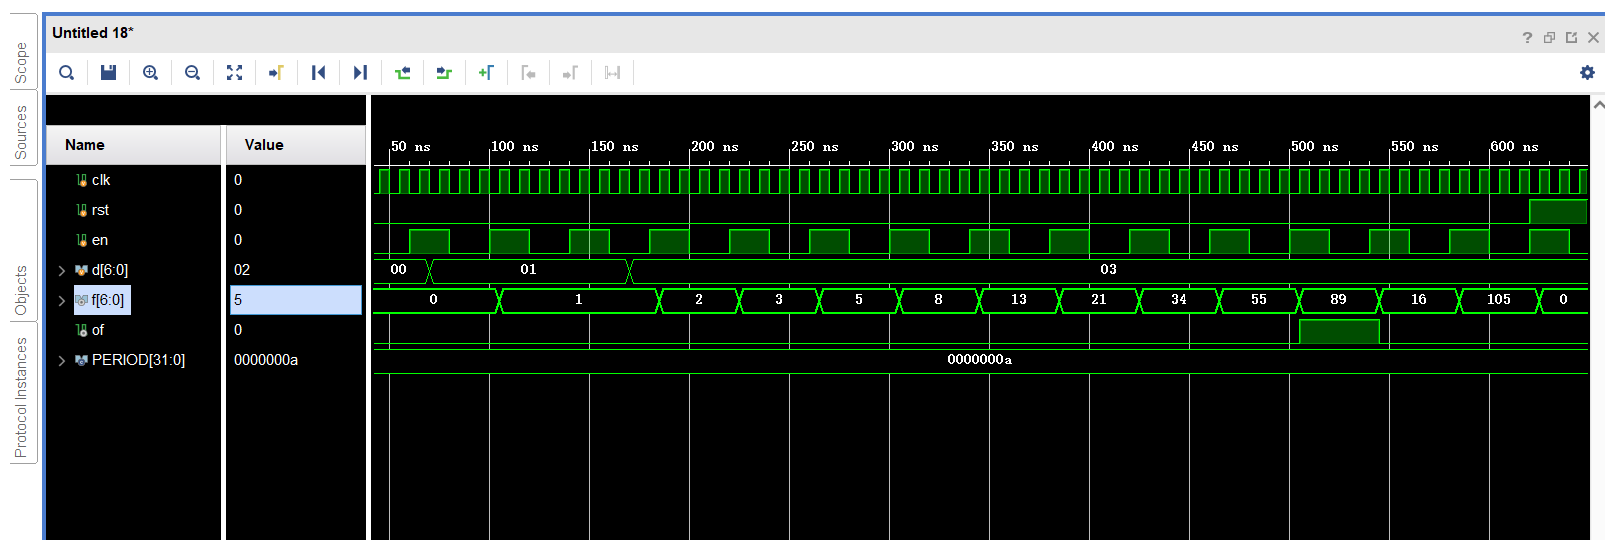 Untitled 18*
?
Scope
Sources
Objects
Protocol Instances
Name Value
50 ns 100 ns 150 ns 200 ns 250 ns 300 ns 350 ns 400 ns 450 ns 500 ns 550 ns 600 ns
clk 0
rst 0
en 0
d[6:0] 02 00 01 03
f[6:0] 5 0 1 2 3 5 8 13 21 34 55 89 16 105 0
of 0
PERIOD[31:0] 0000000a 0000000a